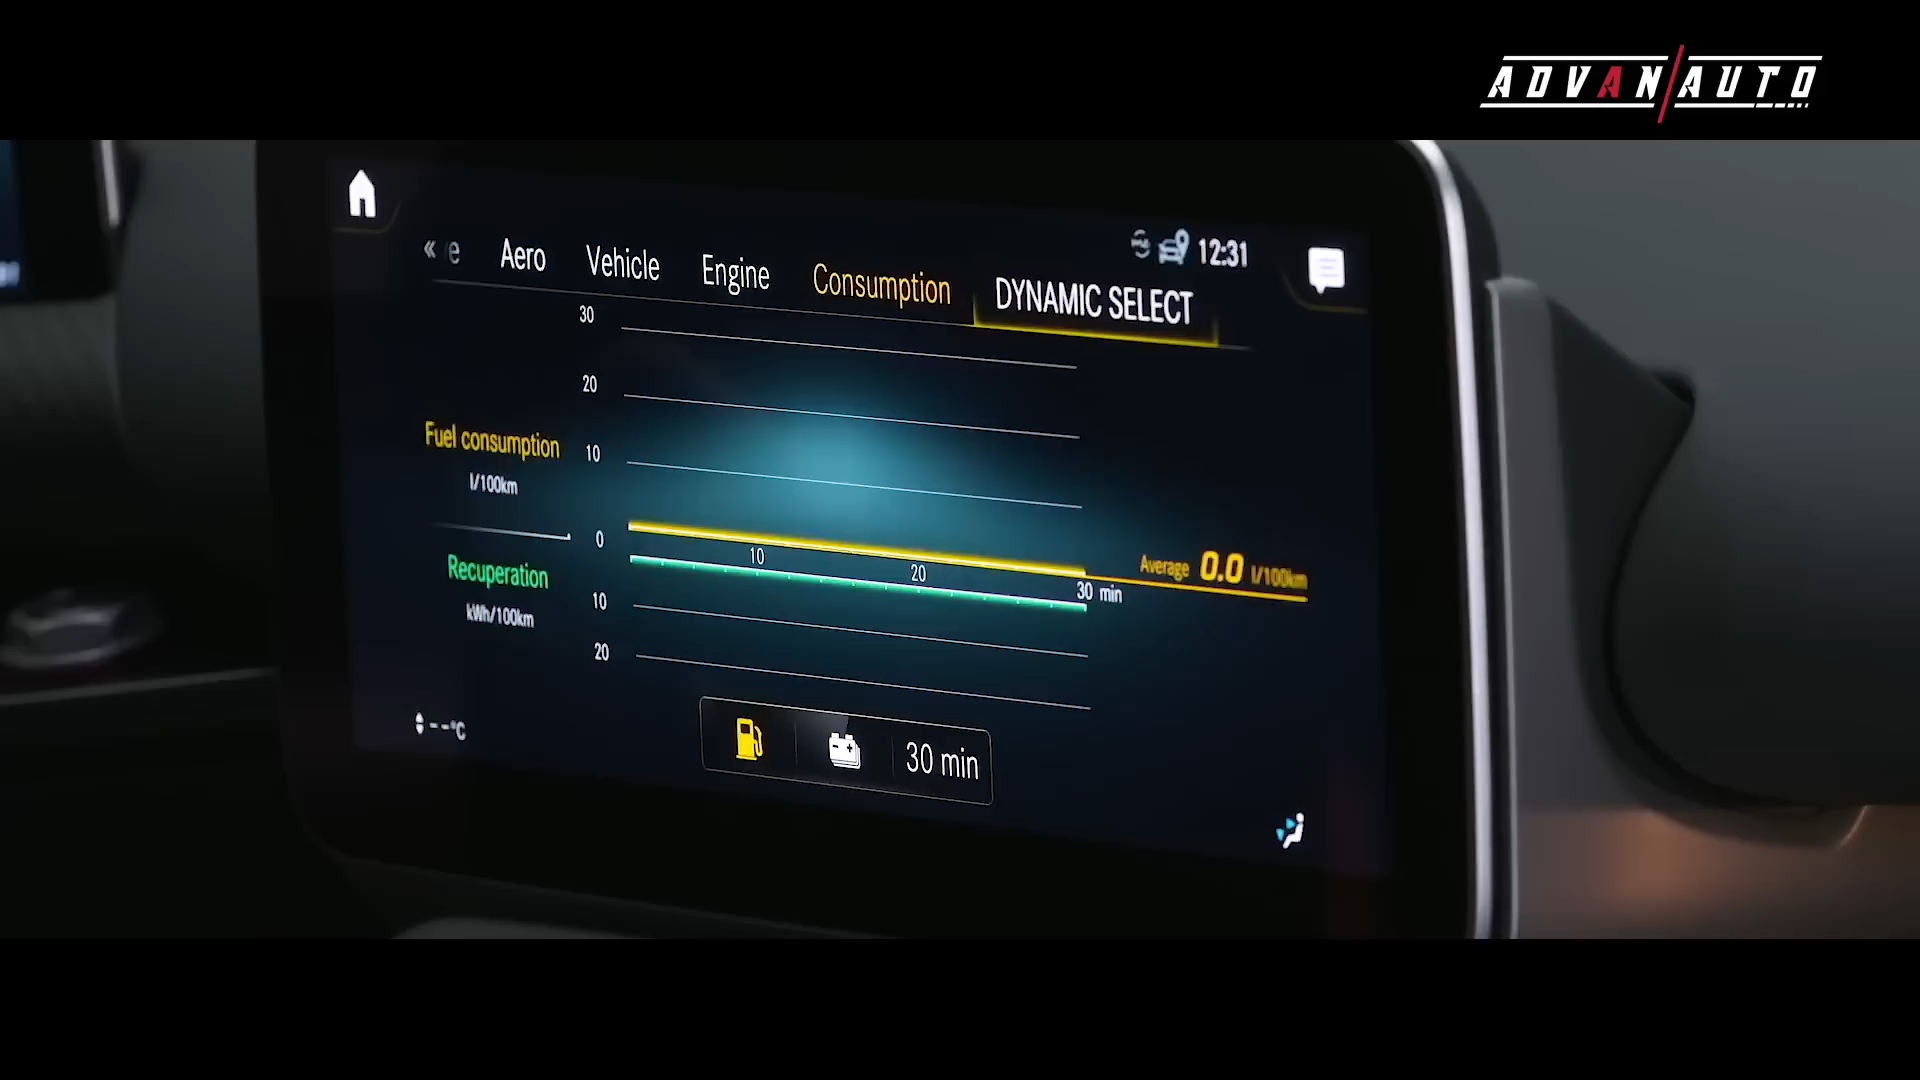 ADVAN/AUTO
12:31
« e Aero Vehicle Engine Consumption DYNAMIC SELECT
30
20
Fuel consumption 10
l/100km
0
10 20 30 min
Average 0.0 l/100km
Recuperation
10
kWh/100km
20
--°C
30 min